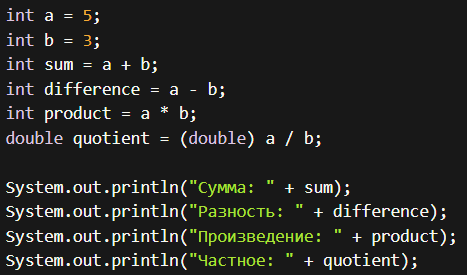 int a = 5;
int b = 3;
int sum = a + b;
int difference = a - b;
int product = a * b;
double quotient = (double) a / b;
System.out.println("Сумма: " + sum);
System.out.println("Разность: " + difference);
System.out.println("Произведение: " + product);
System.out.println("Частное: " + quotient);